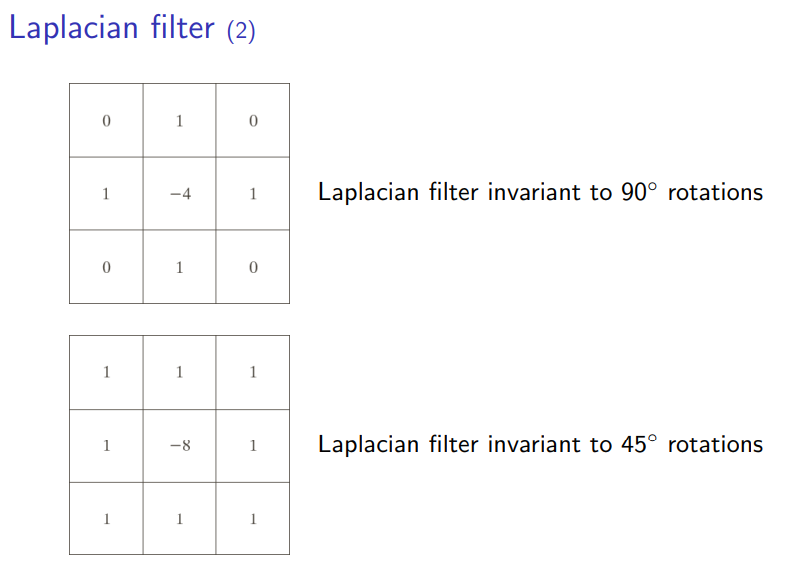 Laplacian filter (2)
0 1 0
1 −4 1
Laplacian filter invariant to 90° rotations
0 1 0
1 1 1
1 −8 1
Laplacian filter invariant to 45° rotations
1 1 1